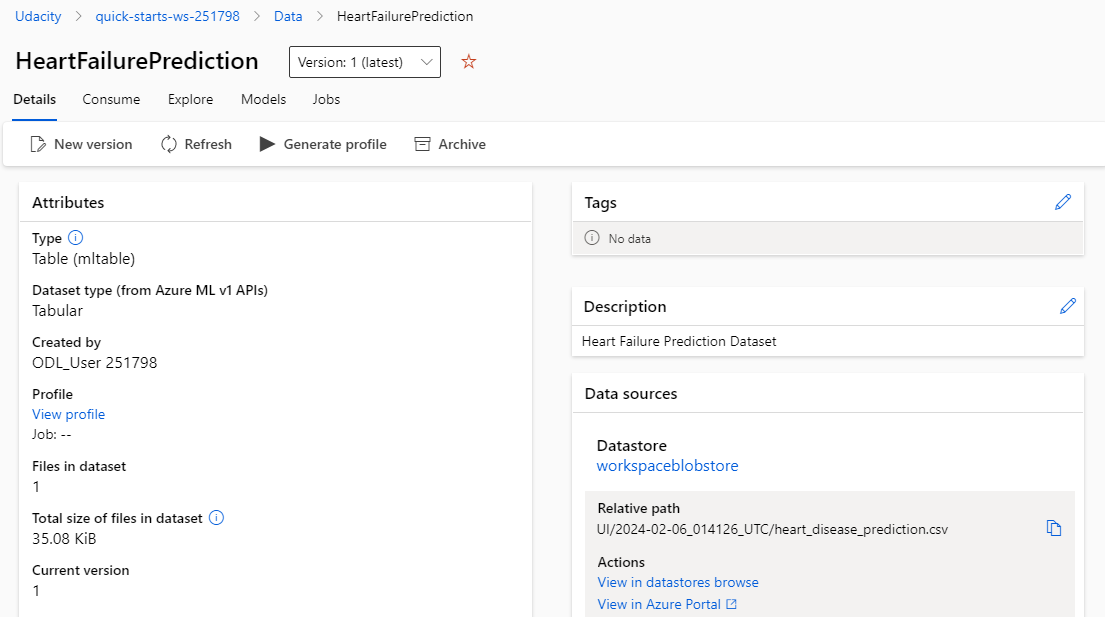 Udacity > quick-starts-ws-251798 > Data > HeartFailurePrediction
HeartFailurePrediction
Version: 1 (latest)
Details Consume Explore Models Jobs
New version Refresh Generate profile Archive
Attributes
Type
Table (mltable)
Dataset type (from Azure ML v1 APIs)
Tabular
Created by
ODL_User 251798
Profile
View profile
Job: --
Files in dataset
1
Total size of files in dataset
35.08 KiB
Current version
1
Tags
No data
Description
Heart Failure Prediction Dataset
Data sources
Datastore
workspaceblobstore
Relative path
UI/2024-02-06_014126_UTC/heart_disease_prediction.csv
Actions
View in datastores browse
View in Azure Portal